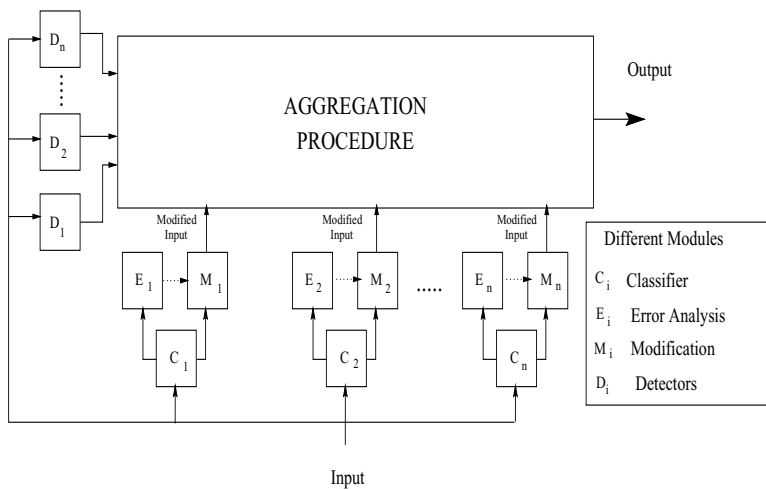 D n
......
D 2
D 1
AGGREGATION
PROCEDURE
Output
Modified
Input
Modified
Input
Modified
Input
E 1
M 1
E 2
M 2
.....
E n
M n
C 1
C 2
C n
Input
Different Modules
C i Classifier
E i Error Analysis
M i Modification
D i Detectors